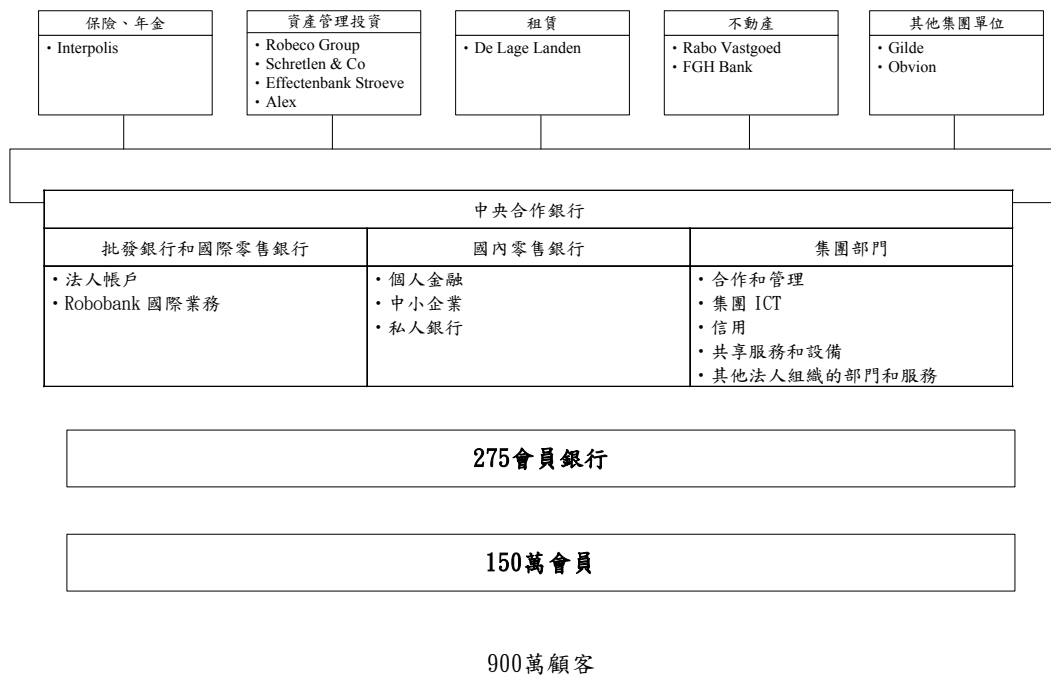 保險、年金
・Interpolis
資產管理投資
・Robeco Group
・Schretlen & Co
・Effectenbank Stroeve
・Alex
租賃
・De Lage Landen
不動產
・Rabo Vastgoed
・FGH Bank
其他集團單位
・Gilde
・Obvion
中央合作銀行
批發銀行和國際零售銀行
・法人帳戶
・Robobank 國際業務
國內零售銀行
・個人金融
・中小企業
・私人銀行
集團部門
・合作和管理
・集團 ICT
・信用
・共享服務和設備
・其他法人組織的部門和服務
275會員銀行
150萬會員
900萬顧客